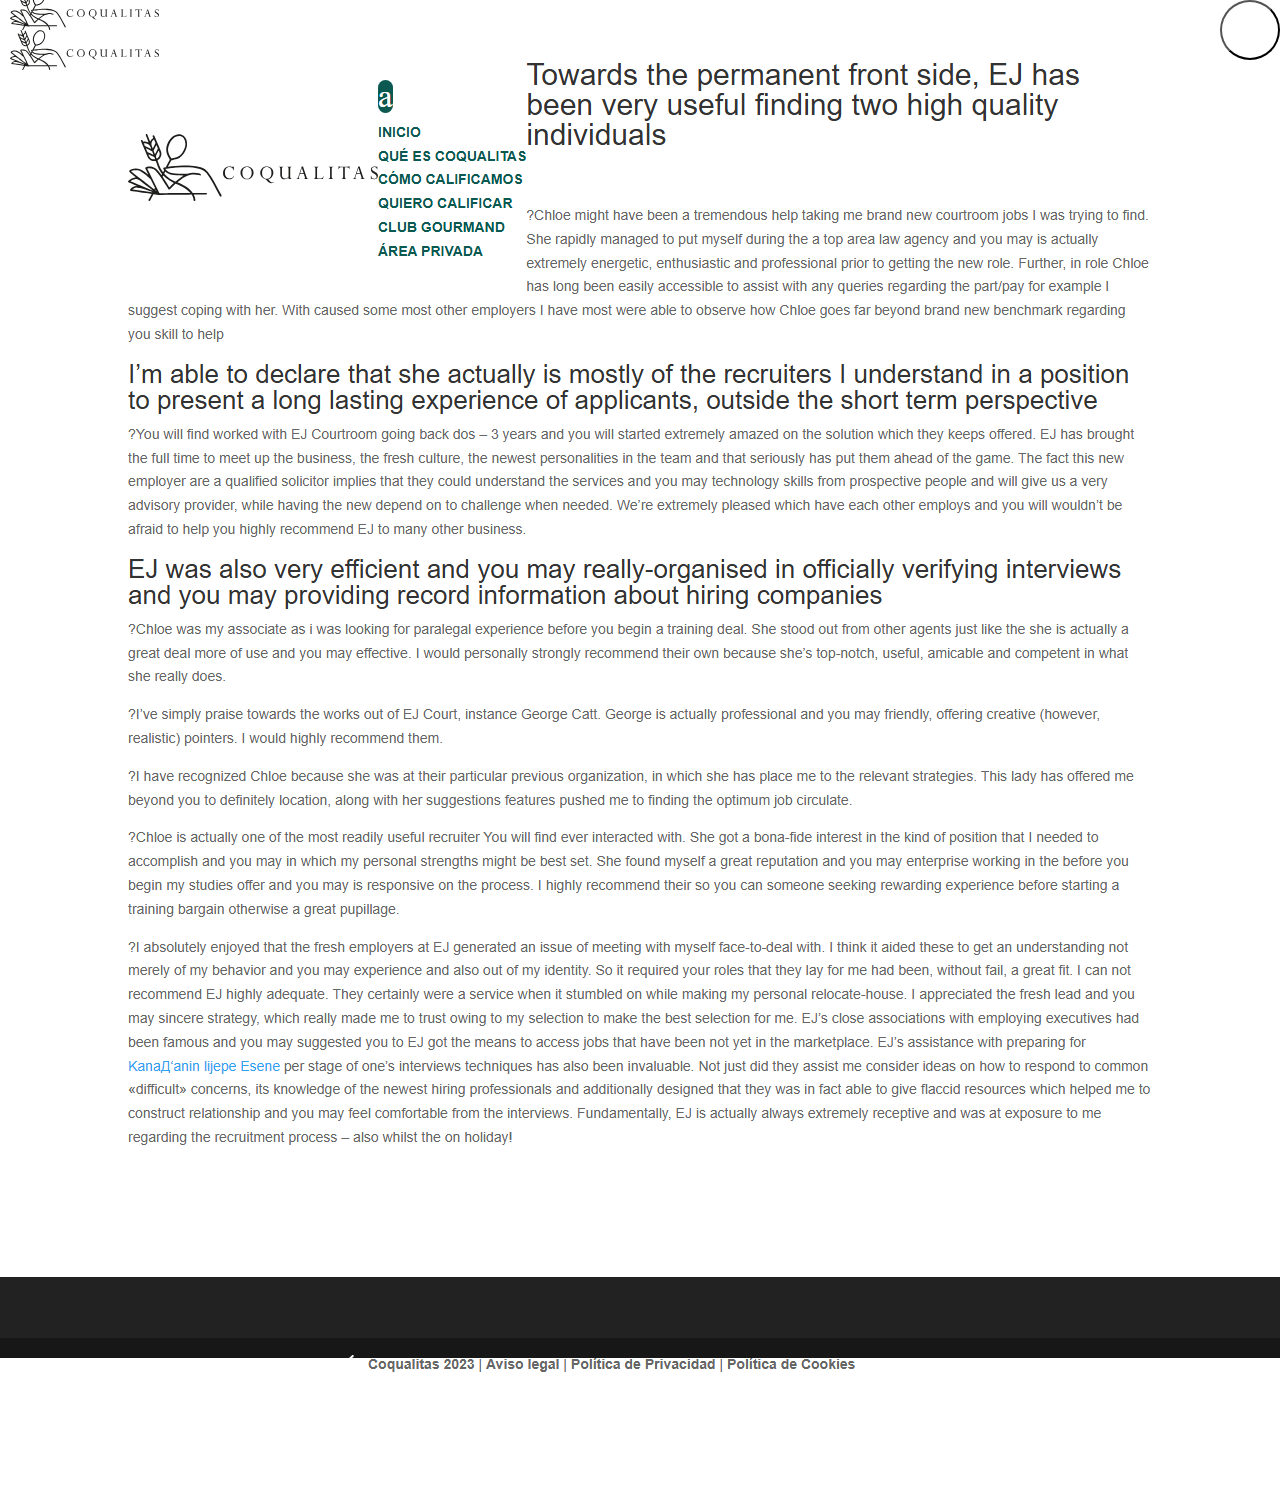 COQUALITAS
COQUALITAS
COQUALITAS
a
INICIO
QUÉ ES COQUALITAS
CÓMO CALIFICAMOS
QUIERO CALIFICAR
CLUB GOURMAND
ÁREA PRIVADA
Towards the permanent front side, EJ has
been very useful finding two high quality
individuals
?Chloe might have been a tremendous help taking me brand new courtroom jobs I was trying to find.
She rapidly managed to put myself during the a top area law agency and you may is actually
extremely energetic, enthusiastic and professional prior to getting the new role. Further, in role Chloe
has long been easily accessible to assist with any queries regarding the part/pay for example I
suggest coping with her. With caused some most other employers I have most were able to observe how Chloe goes far beyond brand new benchmark regarding
you skill to help
I’m able to declare that she actually is mostly of the recruiters I understand in a position
to present a long lasting experience of applicants, outside the short term perspective
?You will find worked with EJ Courtroom going back dos – 3 years and you will started extremely amazed on the solution which they keeps offered. EJ has brought
the full time to meet up the business, the fresh culture, the newest personalities in the team and that seriously has put them ahead of the game. The fact this new
employer are a qualified solicitor implies that they could understand the services and you may technology skills from prospective people and will give us a very
advisory provider, while having the new depend on to challenge when needed. We’re extremely pleased which have each other employs and you will wouldn’t be
afraid to help you highly recommend EJ to many other business.
EJ was also very efficient and you may really-organised in officially verifying interviews
and you may providing record information about hiring companies
?Chloe was my associate as i was looking for paralegal experience before you begin a training deal. She stood out from other agents just like the she is actually a
great deal more of use and you may effective. I would personally strongly recommend their own because she’s top-notch, useful, amicable and competent in what
she really does.
?I’ve simply praise towards the works out of EJ Court, instance George Catt. George is actually professional and you may friendly, offering creative (however,
realistic) pointers. I would highly recommend them.
?I have recognized Chloe because she was at their particular previous organization, in which she has place me to the relevant strategies. This lady has offered me
beyond you to definitely location, along with her suggestions features pushed me to finding the optimum job circulate.
?Chloe is actually one of the most readily useful recruiter You will find ever interacted with. She got a bona-fide interest in the kind of position that I needed to
accomplish and you may in which my personal strengths might be best set. She found myself a great reputation and you may enterprise working in the before you
begin my studies offer and you may is responsive on the process. I highly recommend their so you can someone seeking rewarding experience before starting a
training bargain otherwise a great pupillage.
?I absolutely enjoyed that the fresh employers at EJ generated an issue of meeting with myself face-to-deal with. I think it aided these to get an understanding not
merely of my behavior and you may experience and also out of my identity. So it required your roles that they lay for me had been, without fail, a great fit. I can not
recommend EJ highly adequate. They certainly were a service when it stumbled on while making my personal relocate-house. I appreciated the fresh lead and you
may sincere strategy, which really made me to trust owing to my selection to make the best selection for me. EJ’s close associations with employing executives had
been famous and you may suggested you to EJ got the means to access jobs that have been not yet in the marketplace. EJ’s assistance with preparing for
KanaД‘anin lijepe Esene per stage of one’s interviews techniques has also been invaluable. Not just did they assist me consider ideas on how to respond to common
«difficult» concerns, its knowledge of the newest hiring professionals and additionally designed that they was in fact able to give flaccid resources which helped me to
construct relationship and you may feel comfortable from the interviews. Fundamentally, EJ is actually always extremely receptive and was at exposure to me
regarding the recruitment process – also whilst the on holiday!
Coqualitas 2023 | Aviso legal | Política de Privacidad | Política de Cookies